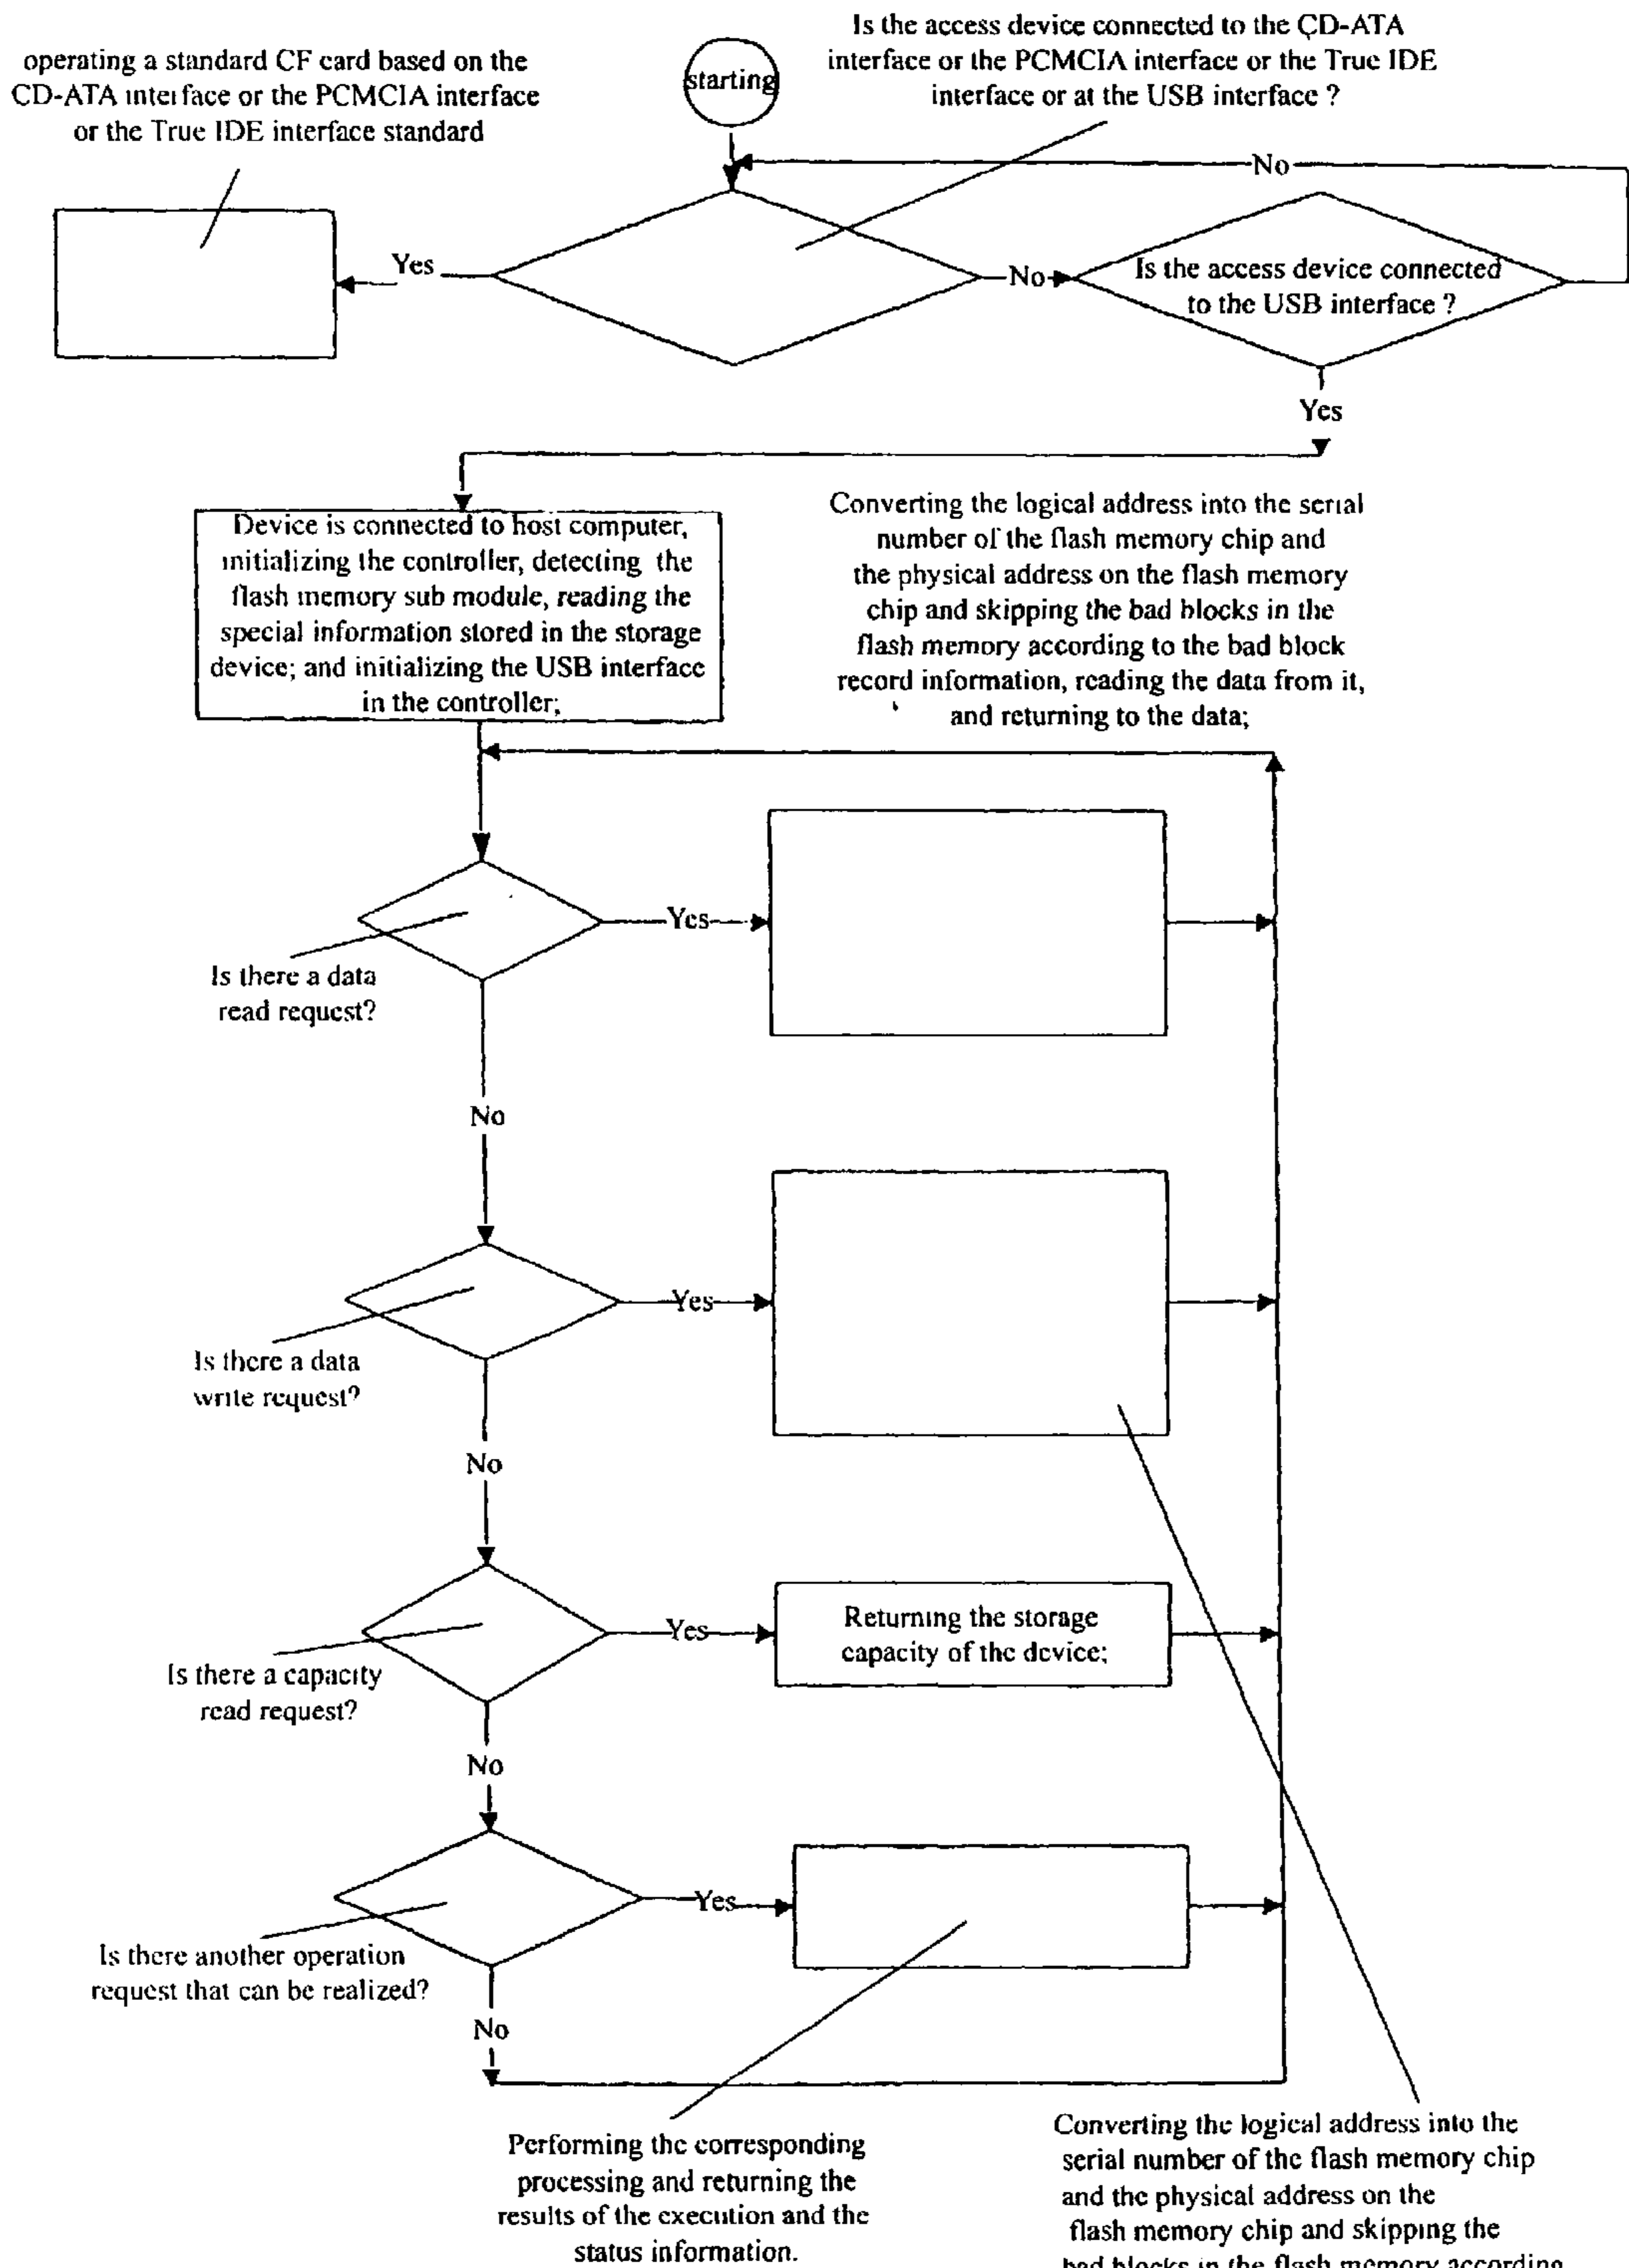 operating a standard CF card based on the
CD-ATA interface or the PCMCIA interface
or the True IDE interface standard
starting
Is the access device connected to the CD-ATA
interface or the PCMCIA interface or the True IDE
interface or at the USB interface ?
No
Yes
No
Is the access device connected
to the USB interface ?
Yes
Device is connected to host computer,
initializing the controller, detecting the
flash memory sub module, reading the
special information stored in the storage
device; and initializing the USB interface
in the controller;
Converting the logical address into the serial
number of the flash memory chip and
the physical address on the flash memory
chip and skipping the bad blocks in the
flash memory according to the bad block
record information, reading the data from it,
and returning to the data;
Yes
Is there a data
read request?
No
Yes
Is there a data
write request?
No
Yes
Returning the storage
capacity of the device;
Is there a capacity
read request?
No
Yes
Is there another operation
request that can be realized?
No
Performing the corresponding
processing and returning the
results of the execution and the
status information.
Converting the logical address into the
serial number of the flash memory chip
and the physical address on the
flash memory chip and skipping the
bad blocks in the flash memory according